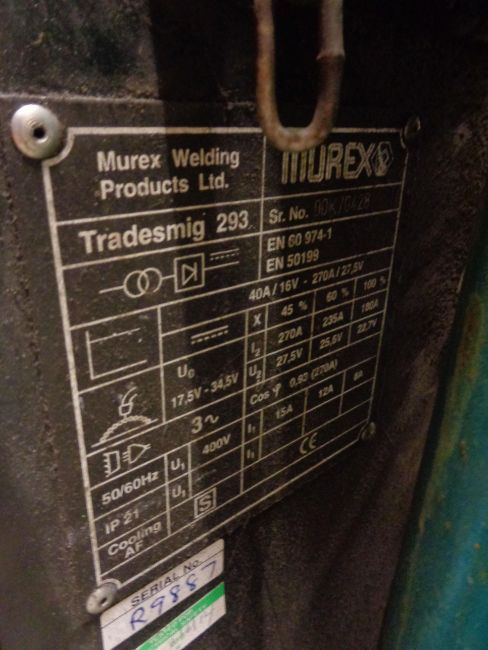 Murex Welding
Products Ltd.
MUREX
Tradesmig 293
Sr. No.
EN 60 974-1
EN 50199
40A / 16V - 270A / 27,5V
X 45 % 60 % 100 %
U0 I2 270A 235A 180A
17,5V - 34,5V U2 27,5V 25,6V 22,7V
Cos φ 0,93 (270A)
3~
50/60Hz U1 400V I1 15A 12A 8A
IP 21 U1 I1
Cooling
AF
S
CE
SERIAL No.
R9887